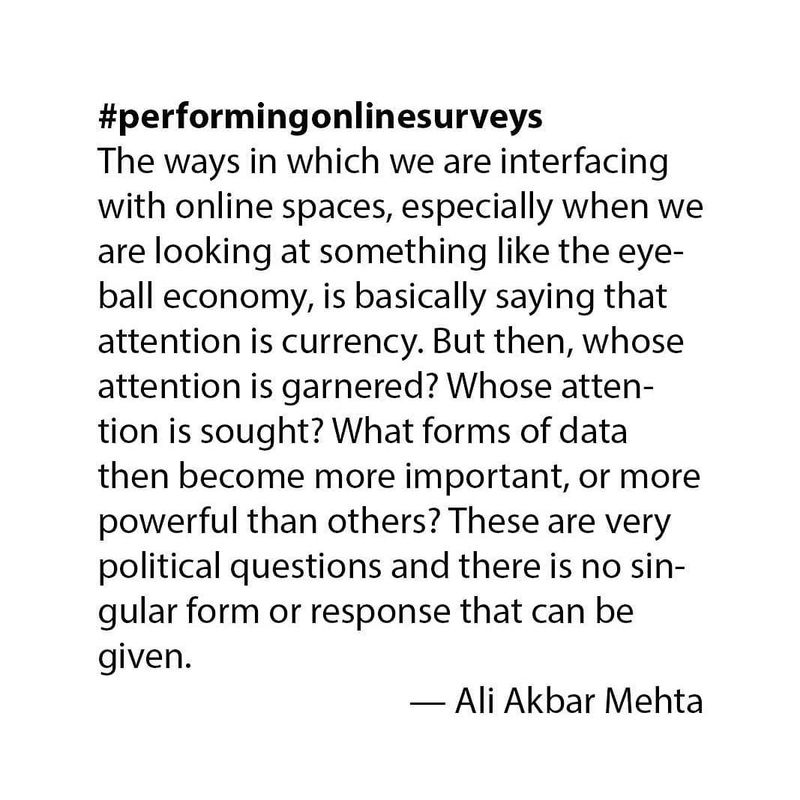 #performingonlinesurveys
The ways in which we are interfacing
with online spaces, especially when we
are looking at something like the eye-
ball economy, is basically saying that
attention is currency. But then, whose
attention is garnered? Whose atten-
tion is sought? What forms of data
then become more important, or more
powerful than others? These are very
political questions and there is no sin-
gular form or response that can be
given.
— Ali Akbar Mehta